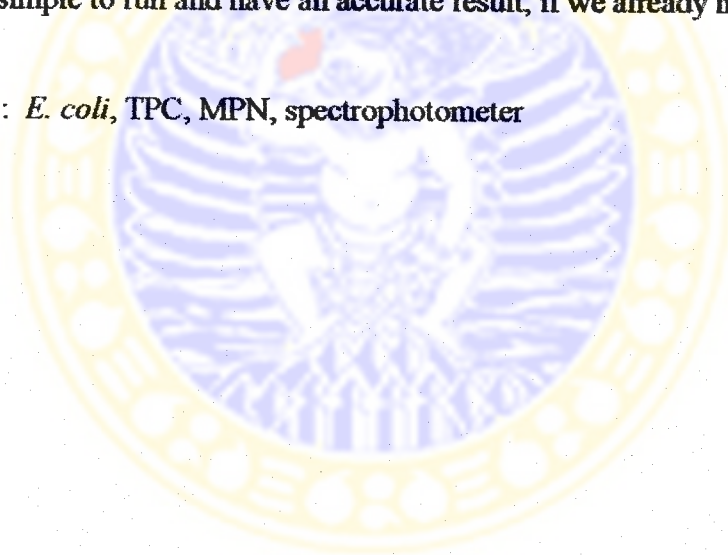 simple to run and have an accurate result, if we already
: E. coli, TPC, MPN, spectrophotometer